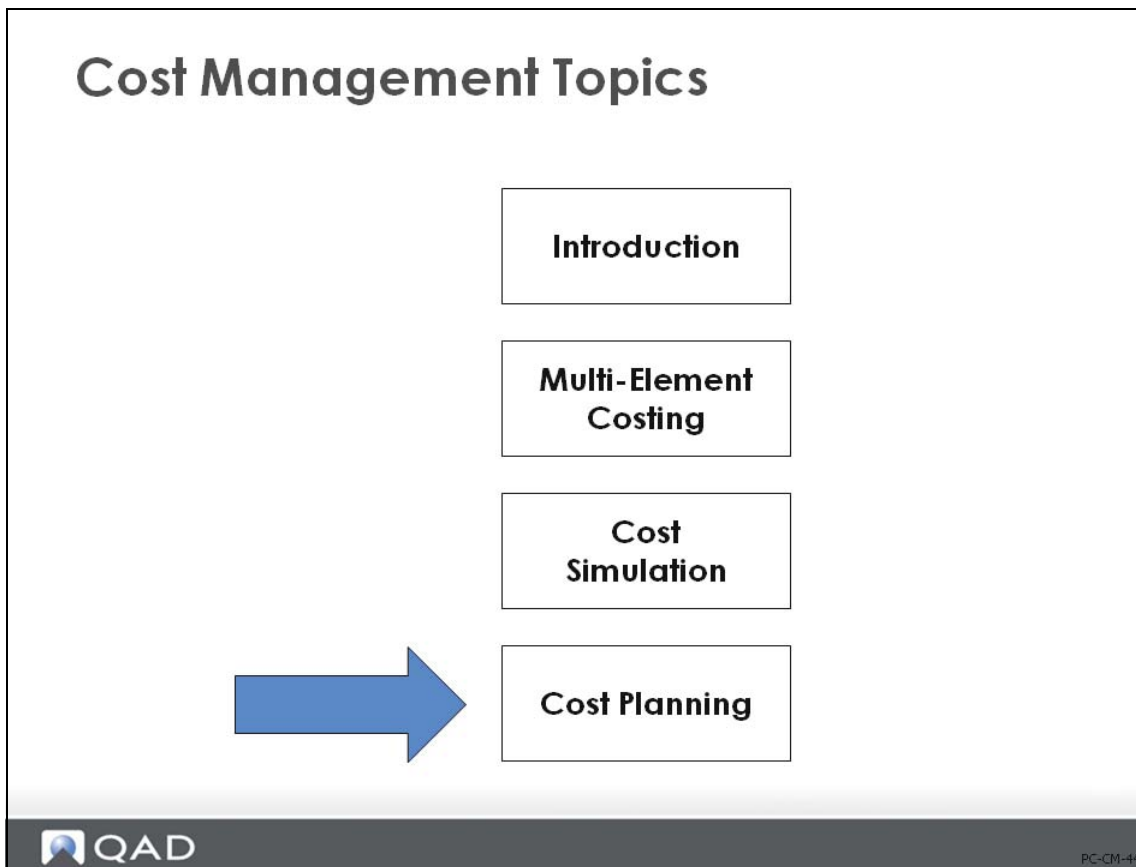 Cost Management Topics
Introduction
Multi-Element
Costing
Cost
Simulation
Cost Planning
QAD